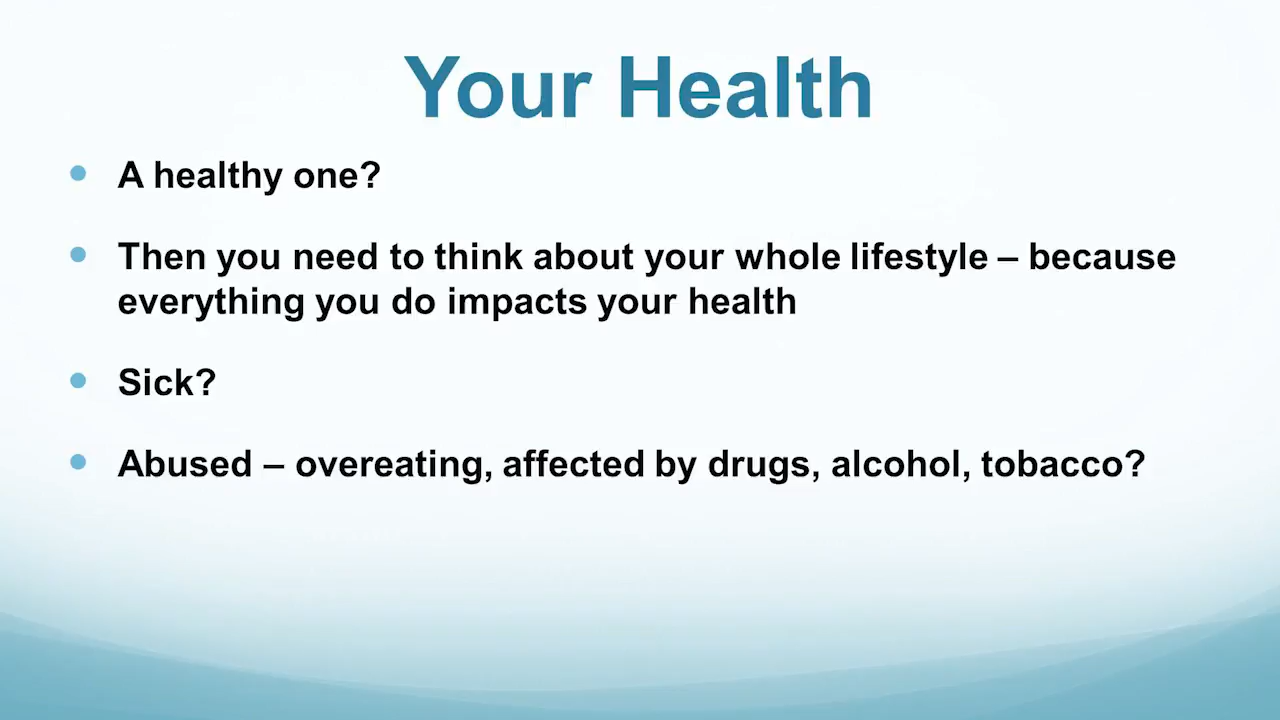 Your Health
A healthy one?
Then you need to think about your whole lifestyle – because
everything you do impacts your health
Sick?
Abused – overeating, affected by drugs, alcohol, tobacco?